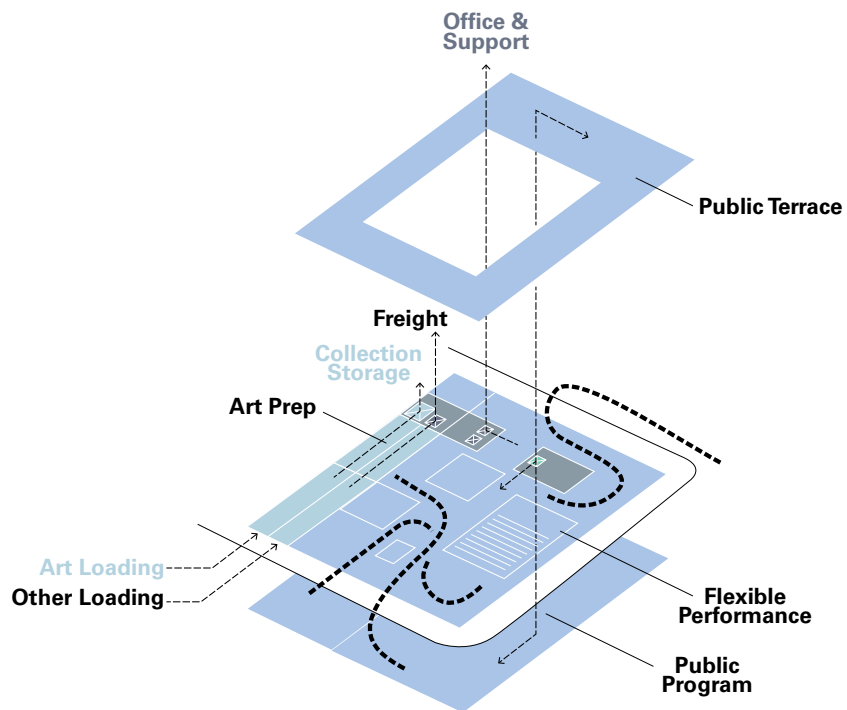 Office &
Support
Public Terrace
Freight
Collection
Storage
Art Prep
Art Loading
Other Loading
Flexible
Performance
Public
Program